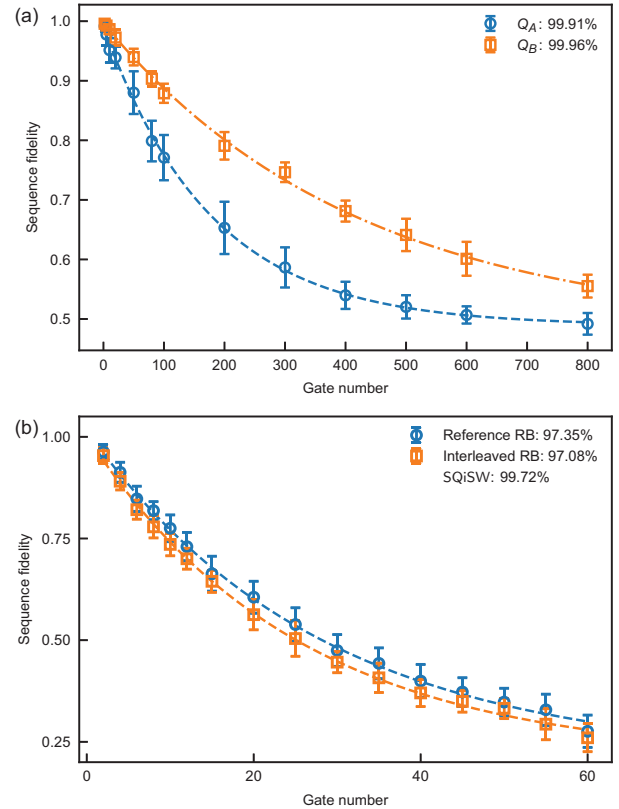 (a)
1.0
0.9
0.8
0.7
0.6
0.5
Sequence fidelity
Q_A: 99.91%
Q_B: 99.96%
0 100 200 300 400 500 600 700 800
Gate number
(b)
1.00
0.75
0.50
0.25
Sequence fidelity
Reference RB: 97.35%
Interleaved RB: 97.08%
SQiSW: 99.72%
0 20 40 60
Gate number